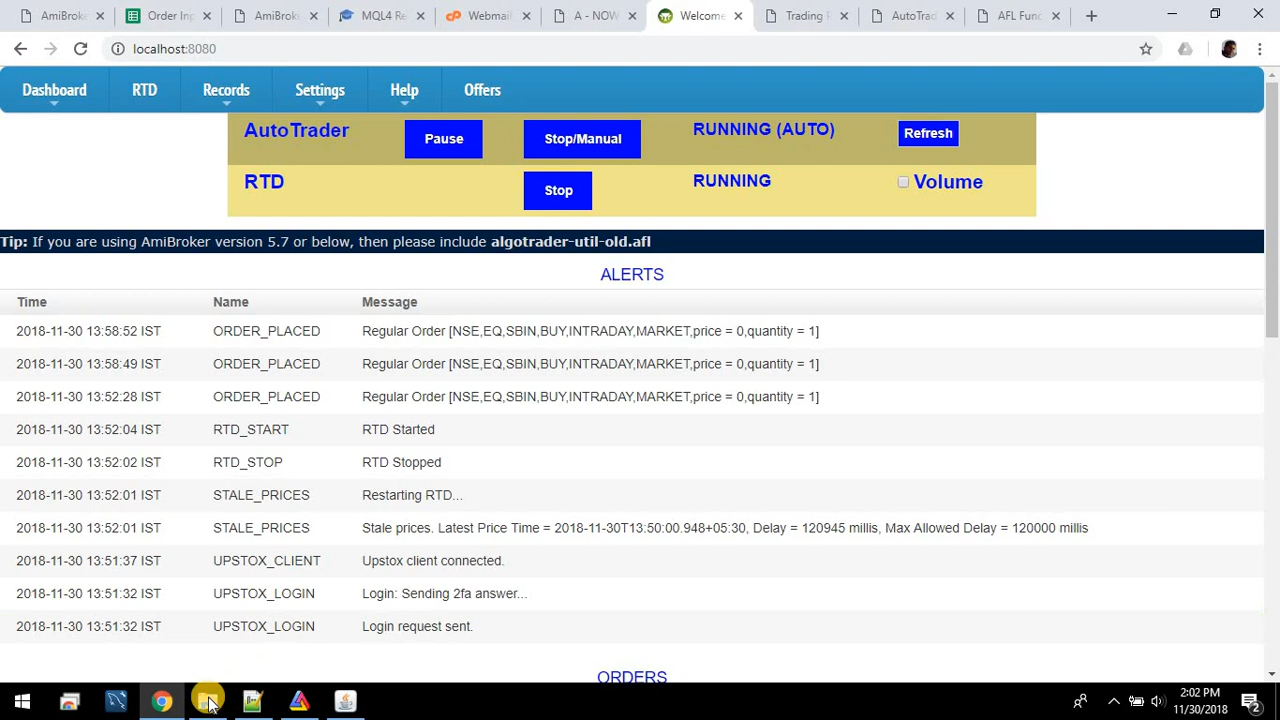 AmiBroke
Order Inp
AmiBroke
MQL4 Re
Webmail
A - NOW
Welcome
Trading
AutoTrad
AFL Func
localhost:8080
Dashboard RTD Records Settings Help Offers
AutoTrader Pause Stop/Manual RUNNING (AUTO) Refresh
RTD Stop RUNNING Volume
Tip: If you are using AmiBroker version 5.7 or below, then please include algotrader-util-old.afl
ALERTS
Time Name Message
2018-11-30 13:58:52 IST ORDER_PLACED Regular Order [NSE,EQ,SBIN,BUY,INTRADAY,MARKET,price = 0,quantity = 1]
2018-11-30 13:58:49 IST ORDER_PLACED Regular Order [NSE,EQ,SBIN,BUY,INTRADAY,MARKET,price = 0,quantity = 1]
2018-11-30 13:52:28 IST ORDER_PLACED Regular Order [NSE,EQ,SBIN,BUY,INTRADAY,MARKET,price = 0,quantity = 1]
2018-11-30 13:52:04 IST RTD_START RTD Started
2018-11-30 13:52:02 IST RTD_STOP RTD Stopped
2018-11-30 13:52:01 IST STALE_PRICES Restarting RTD...
2018-11-30 13:52:01 IST STALE_PRICES Stale prices. Latest Price Time = 2018-11-30T13:50:00.948+05:30, Delay = 120945 millis, Max Allowed Delay = 120000 millis
2018-11-30 13:51:37 IST UPSTOX_CLIENT Upstox client connected.
2018-11-30 13:51:32 IST UPSTOX_LOGIN Login: Sending 2fa answer...
2018-11-30 13:51:32 IST UPSTOX_LOGIN Login request sent.
ORDERS
2:02 PM
11/30/2018
2